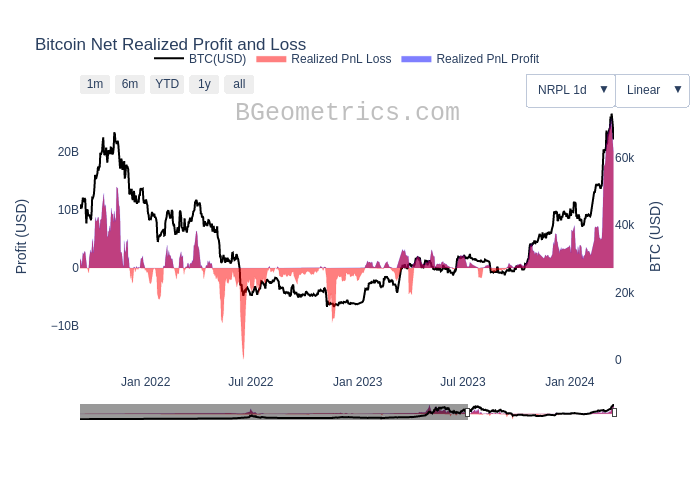 Bitcoin Net Realized Profit and Loss
BTC(USD) Realized PnL Loss Realized PnL Profit
1m 6m YTD 1y all NRPL 1d ▼ Linear ▼
BGeometrics.com
20B
10B
0
−10B
Profit (USD)
60k
40k
20k
0
BTC (USD)
Jan 2022 Jul 2022 Jan 2023 Jul 2023 Jan 2024